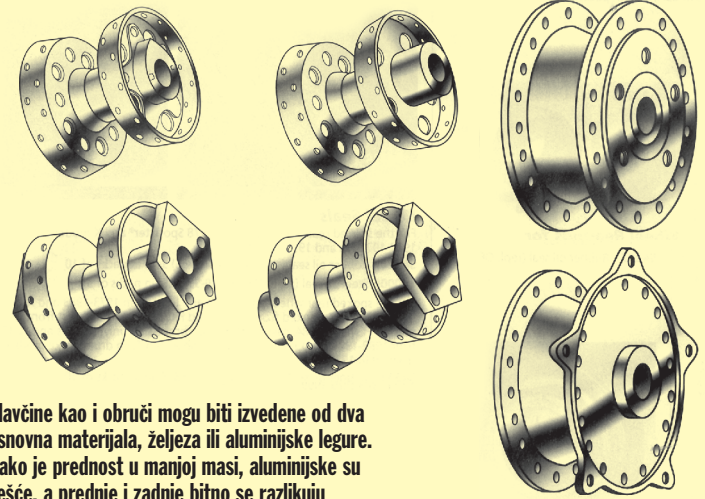 lavčine kao i obruči mogu biti izvedene od dva
snovna materijala, željeza ili aluminijske legure.
ako je prednost u manjoj masi, aluminijske su
ešće, a prednje i zadnje bitno se razlikuju